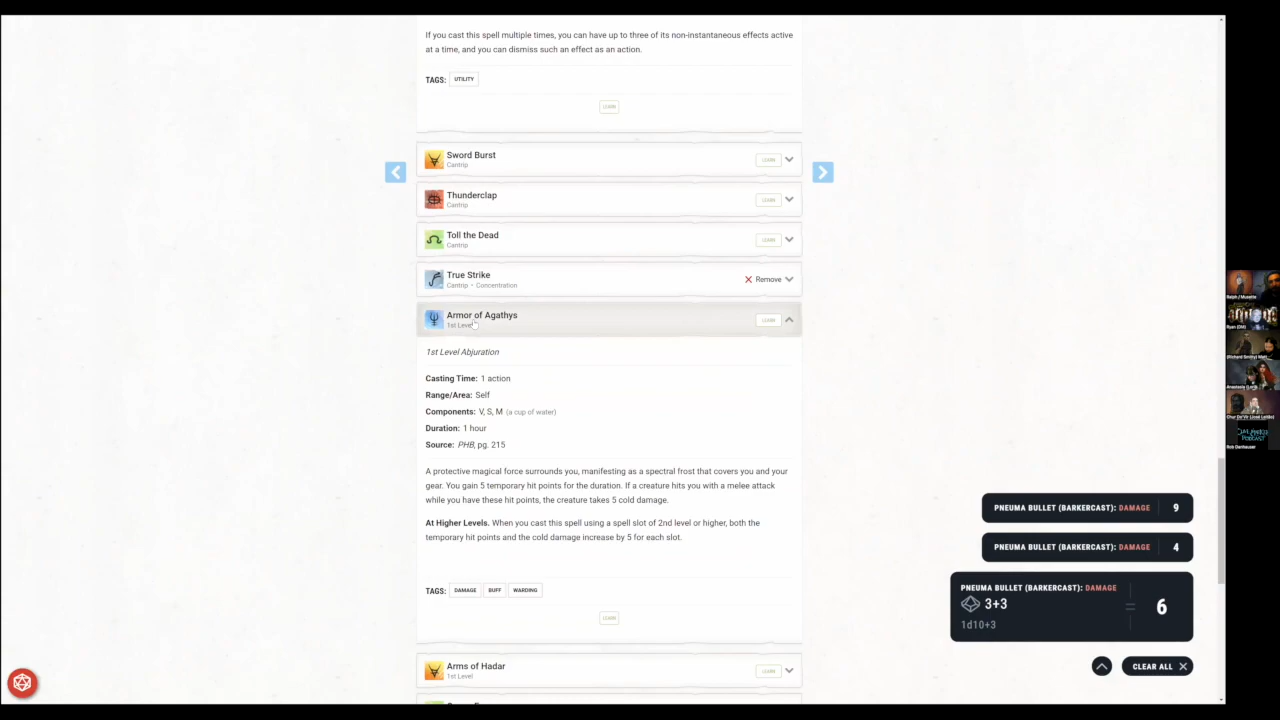 If you cast this spell multiple times, you can have up to three of its non-instantaneous effects active
at a time, and you can dismiss such an effect as an action.
TAGS: UTILITY
LEARN
Sword Burst
Cantrip
LEARN
Thunderclap
Cantrip
LEARN
Toll the Dead
Cantrip
LEARN
True Strike
Cantrip • Concentration
Remove
Armor of Agathys
1st Level
LEARN
1st Level Abjuration
Casting Time: 1 action
Range/Area: Self
Components: V, S, M (a cup of water)
Duration: 1 hour
Source: PHB, pg. 215
A protective magical force surrounds you, manifesting as a spectral frost that covers you and your
gear. You gain 5 temporary hit points for the duration. If a creature hits you with a melee attack
while you have these hit points, the creature takes 5 cold damage.
At Higher Levels. When you cast this spell using a spell slot of 2nd level or higher, both the
temporary hit points and the cold damage increase by 5 for each slot.
TAGS: DAMAGE BUFF WARDING
LEARN
Arms of Hadar
1st Level
LEARN
PNEUMA BULLET (BARKERCAST): DAMAGE 9
PNEUMA BULLET (BARKERCAST): DAMAGE 4
PNEUMA BULLET (BARKERCAST): DAMAGE
3+3 = 6
1d10+3
CLEAR ALL
Ralph / Musette
Ryan (DM)
PODCAST
Rob Denhauser